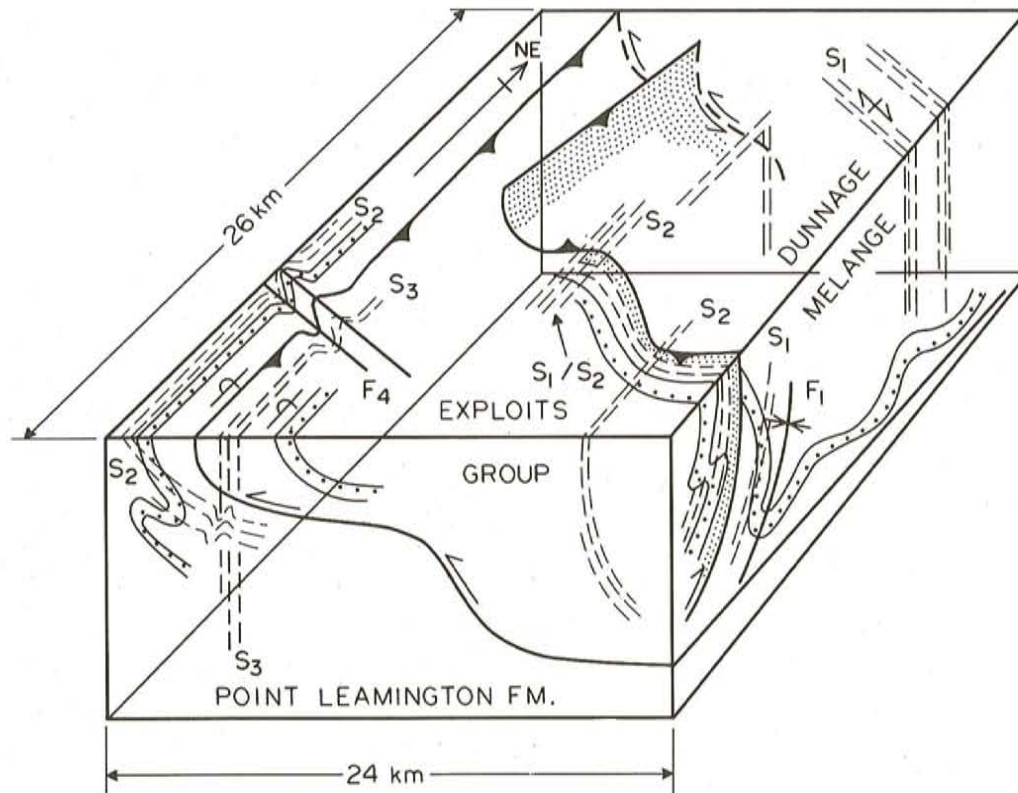 NE
S1
26 km
S2
S2
DUNNAGE
MELANGE
S3
S2
S1
S1 / S2
F4
F1
EXPLOITS
GROUP
S2
S3
POINT LEAMINGTON FM.
24 km